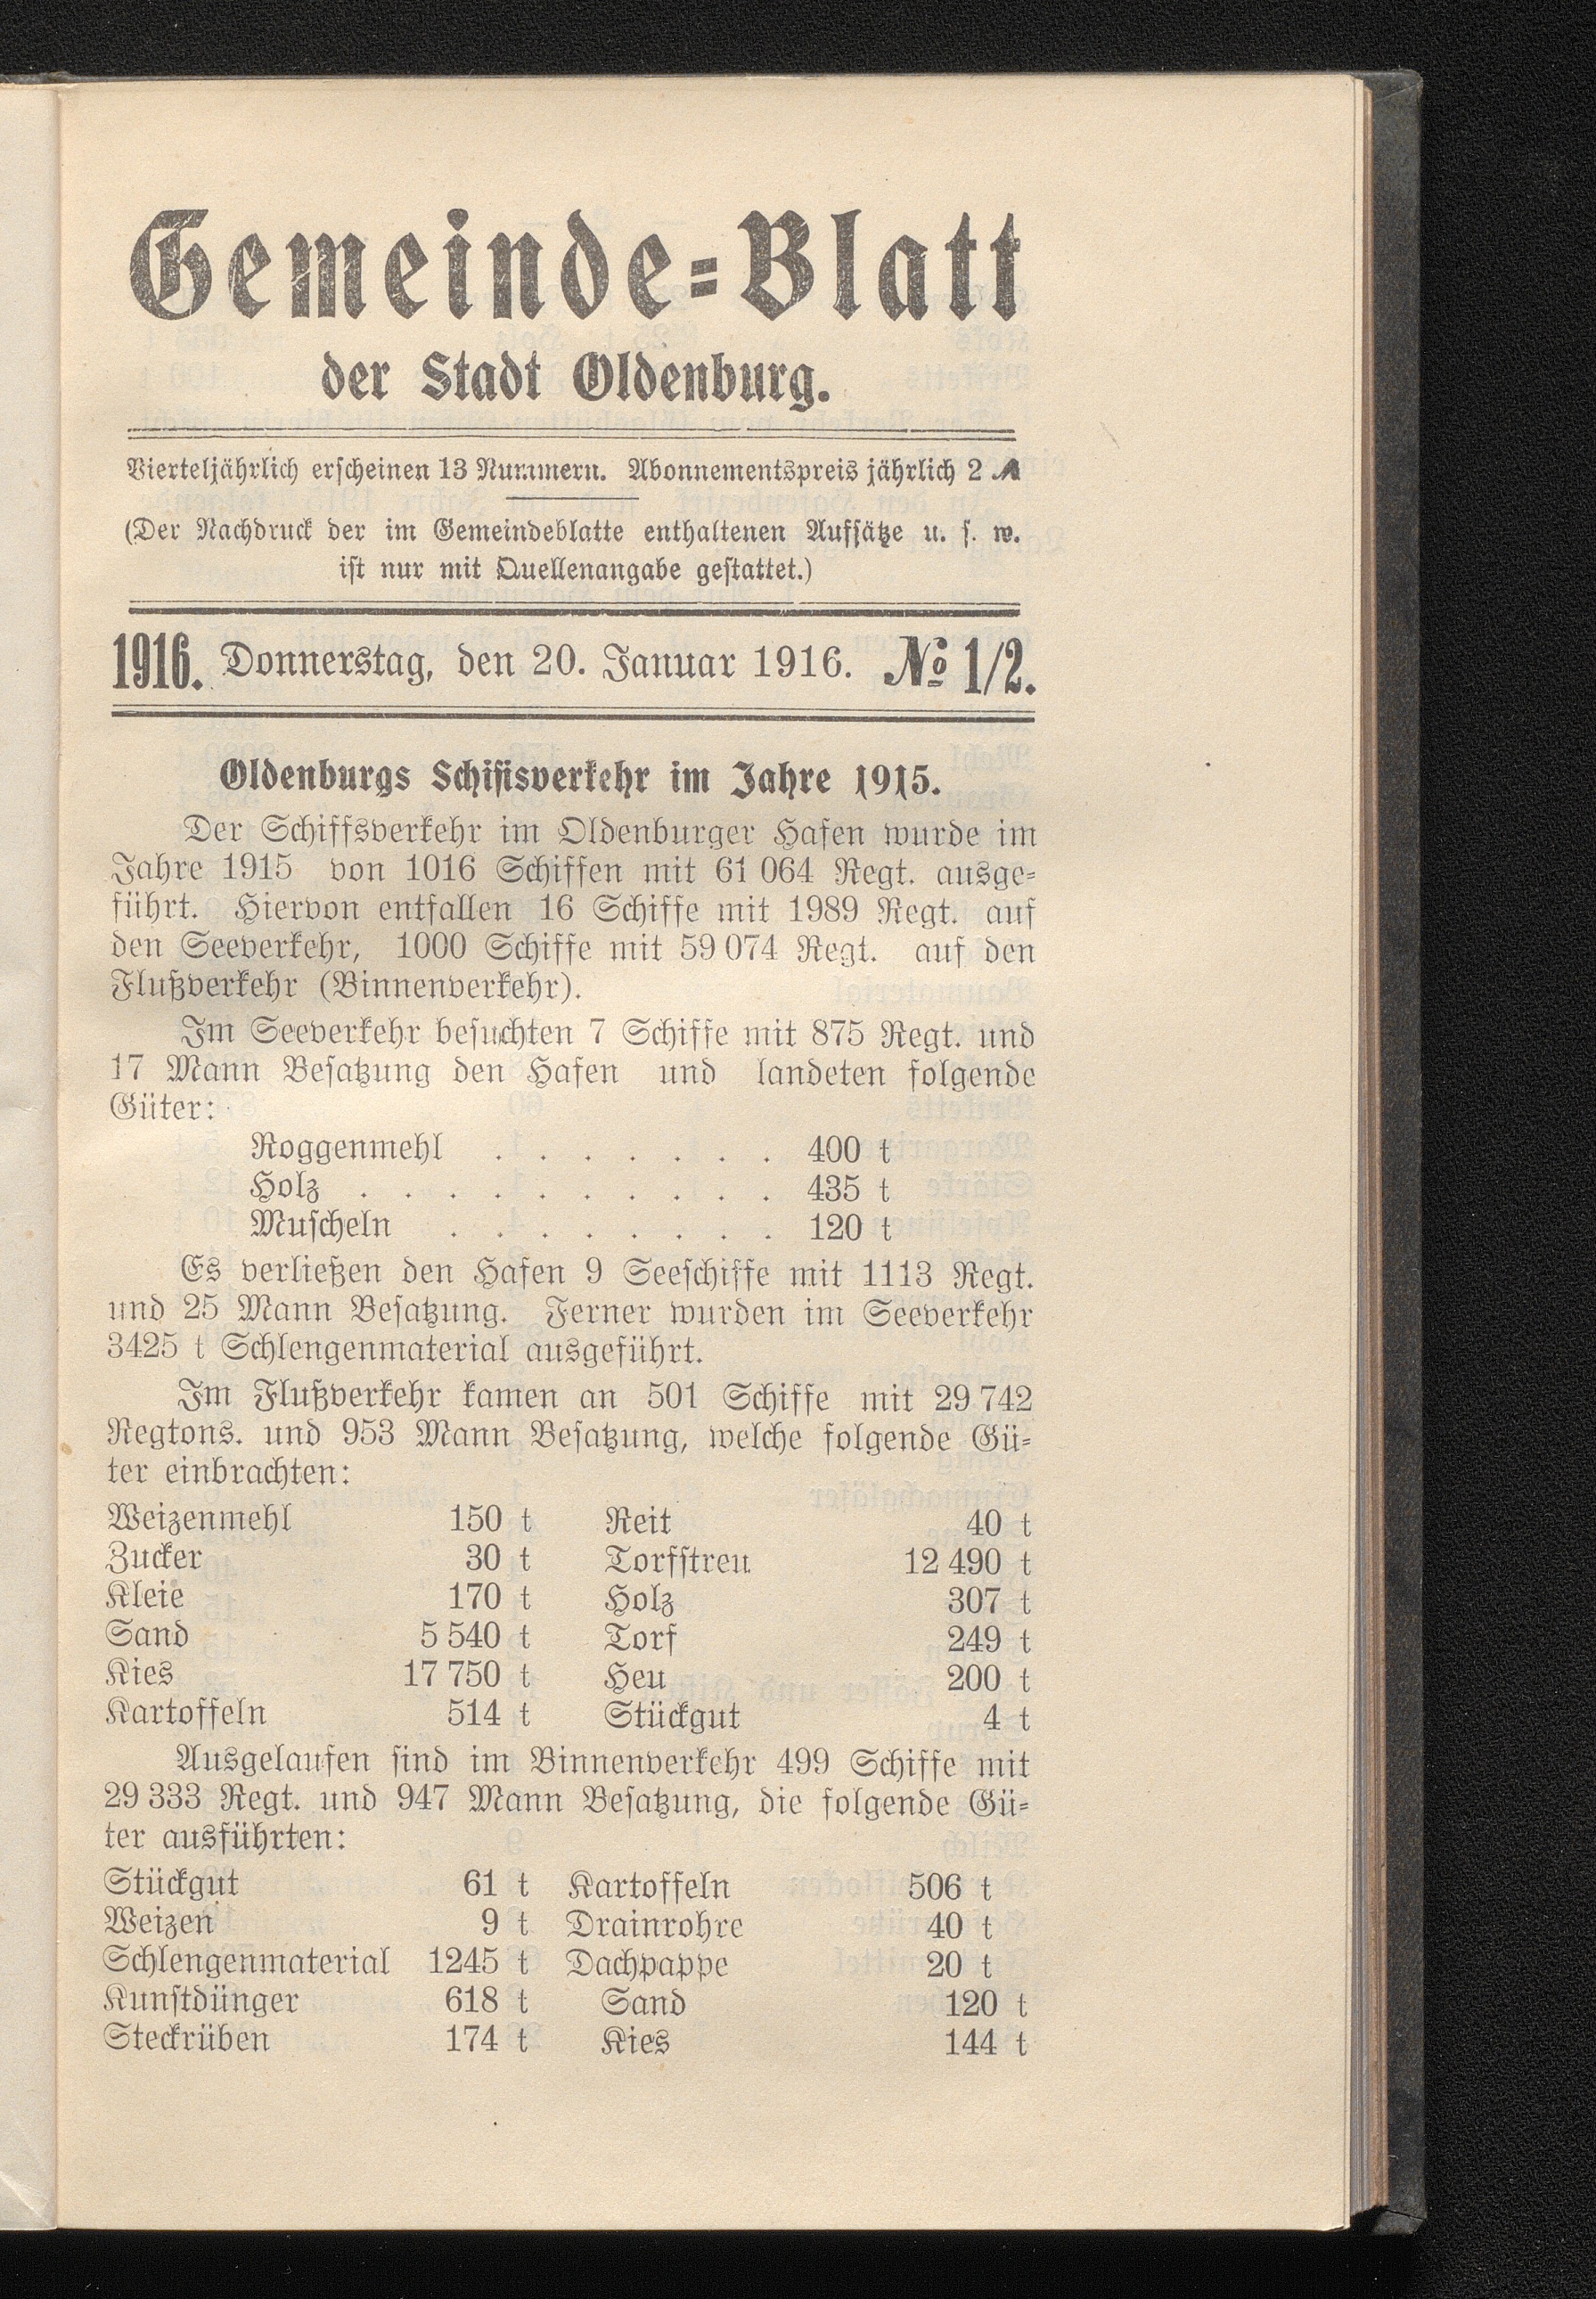 Gemeinde-Blatt
der Stadt Oldenburg.
Vierteljährlich erscheinen 13 Nummern. Abonnementspreis jährlich 2 ℳ
(Der Nachdruck der im Gemeindeblatte enthaltenen Aufsätze u. s. w.
ist nur mit Quellenangabe gestattet.)
1916. Donnerstag, den 20. Januar 1916. № 1/2.
Oldenburgs Schiffsverkehr im Jahre 1915.
Der Schiffsverkehr im Oldenburger Hafen wurde im
Jahre 1915 von 1016 Schiffen mit 61 064 Regt. ausge-
führt. Hiervon entfallen 16 Schiffe mit 1989 Regt. auf
den Seeverkehr, 1000 Schiffe mit 59 074 Regt. auf den
Flußverkehr (Binnenverkehr).
Im Seeverkehr besuchten 7 Schiffe mit 875 Regt. und
17 Mann Besatzung den Hafen und landeten folgende
Güter:
Roggenmehl . . . . . . . 400 t
Holz . . . . . . . . . . 435 t
Muscheln . . . . . . . . 120 t
Es verließen den Hafen 9 Seeschiffe mit 1113 Regt.
und 25 Mann Besatzung. Ferner wurden im Seeverkehr
3425 t Schlengenmaterial ausgeführt.
Im Flußverkehr kamen an 501 Schiffe mit 29 742
Regtons. und 953 Mann Besatzung, welche folgende Gü-
ter einbrachten:
Weizenmehl 150 t Reit 40 t
Zucker 30 t Torfstreu 12 490 t
Kleie 170 t Holz 307 t
Sand 5 540 t Torf 249 t
Kies 17 750 t Heu 200 t
Kartoffeln 514 t Stückgut 4 t
Ausgelaufen sind im Binnenverkehr 499 Schiffe mit
29 333 Regt. und 947 Mann Besatzung, die folgende Gü-
ter ausführten:
Stückgut 61 t Kartoffeln 506 t
Weizen 9 t Drainrohre 40 t
Schlengenmaterial 1245 t Dachpappe 20 t
Kunstdünger 618 t Sand 120 t
Steckrüben 174 t Kies 144 t